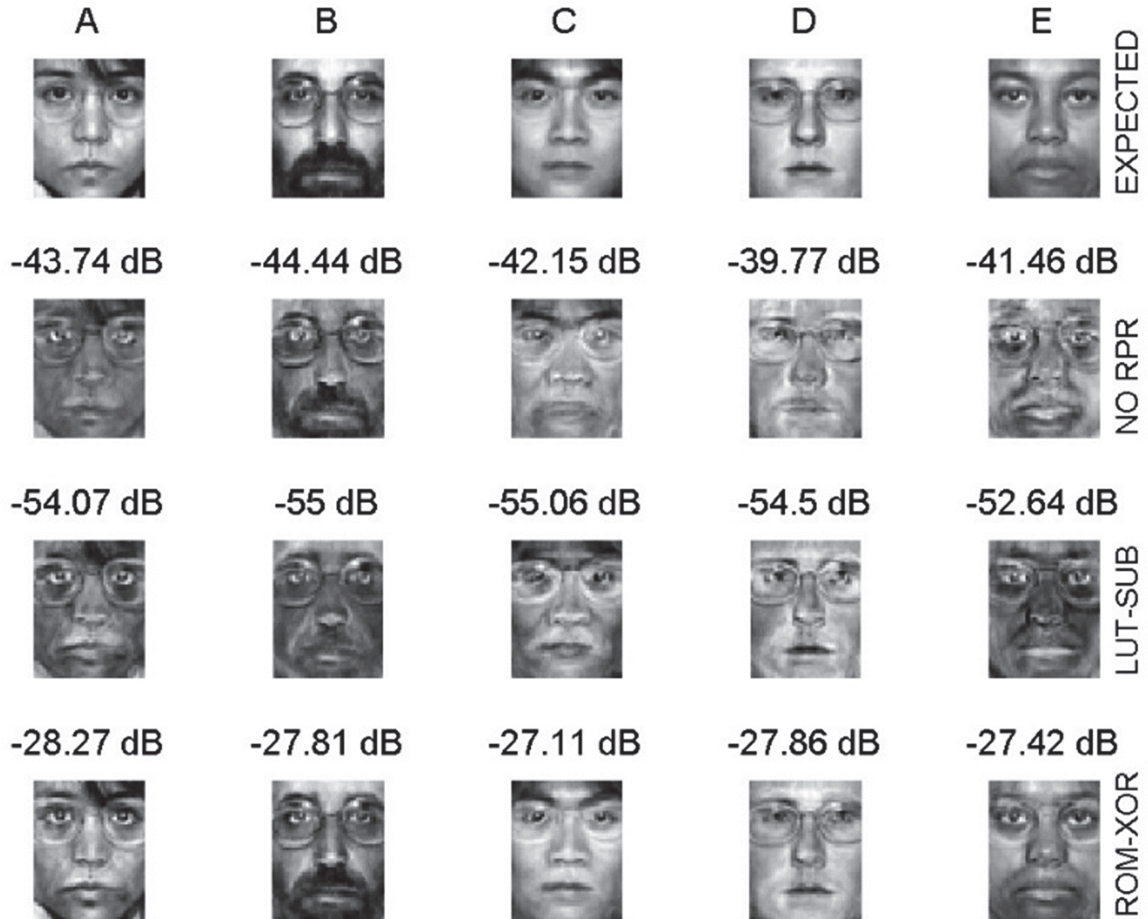 A B C D E
EXPECTED
-43.74 dB -44.44 dB -42.15 dB -39.77 dB -41.46 dB
NO RPR
-54.07 dB -55 dB -55.06 dB -54.5 dB -52.64 dB
LUT-SUB
-28.27 dB -27.81 dB -27.11 dB -27.86 dB -27.42 dB
ROM-XOR